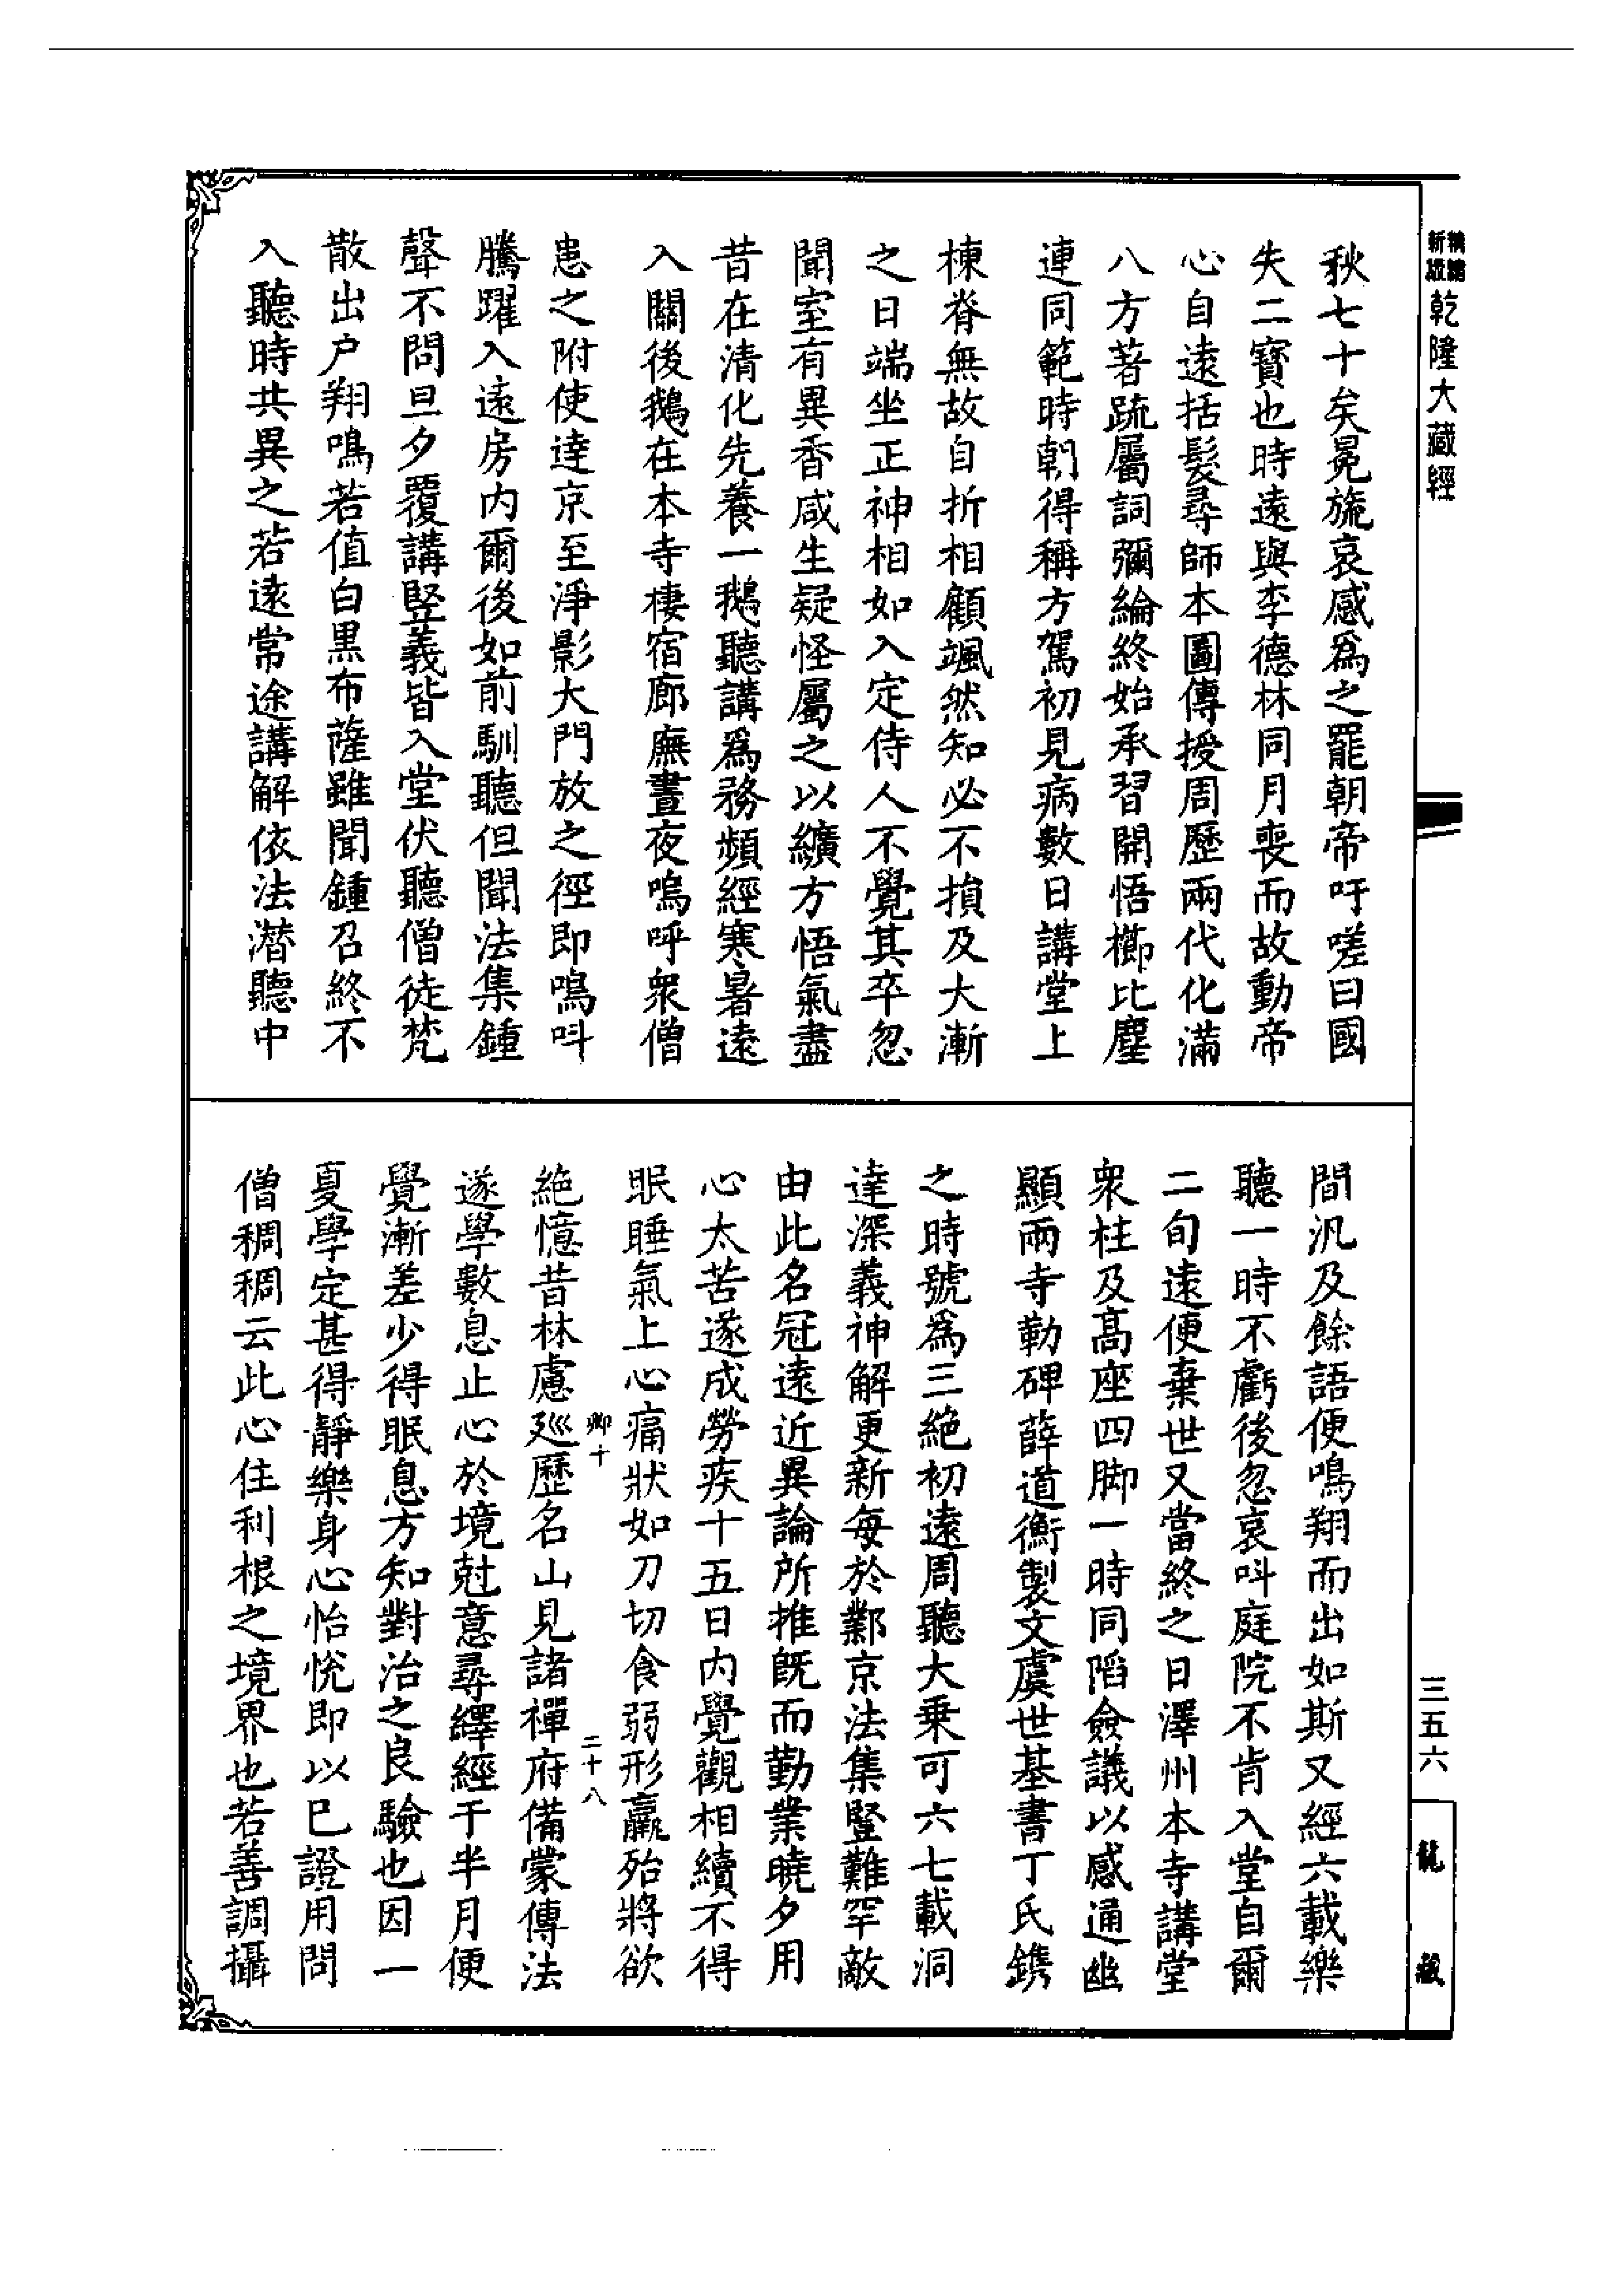 乾隆大藏經
秋七十矣冕旒哀感爲之罷朝帝吁嗟曰國
失二寶也時遠與李德林同月喪而故動帝
心自遠括髮尋師本圖傳授周歷兩代化滿
八方著疏屬詞彌綸終始承習開悟櫛比塵
連同範時朝得稱方駕初見病數日講堂上
棟脊無故自折相顧颯然知必不損及大漸
之日端坐正神相如入定侍人不覺其卒忽
聞室有異香咸生疑怪屬之以纊方悟氣盡
昔在清化先養一鵝聽講爲務頻經寒暑遠
入關後鵝在本寺棲宿廊廡晝夜鳴呼衆僧
患之附使達京至淨影大門放之徑即鳴呌
騰躍入遠房内爾後如前馴聽但聞法集鍾
聲不問旦夕覆講豎義皆入堂伏聽僧徒梵
散出户翔鳴若值白黒布薩雖聞鍾召終不
入聽時共異之若遠常途講解依法潜聽中
間汎及餘語便鳴翔而出如斯又經六載樂
聽一時不虧後忽哀呌庭院不肯入堂自爾
二旬遠便棄世又當終之日澤州本寺講堂
衆柱及髙座四脚一時同陷僉議以感通幽
顯兩寺勒碑薛道衡製文虞世基書丁氏鐫
之時號爲三絶初遠周聽大乗可六七載洞
達深義神解更新每於鄴京法集豎難罕敵
由此名冠遠近異論所推旣而勤業曉夕用
心太苦遂成勞疾十五日内覺觀相續不得
眠睡氣上心痛狀如刀切食弱形羸殆將欲
卿十
二十八
絶憶昔林慮廵歷名山見諸禪府備蒙傳法
遂學數息止心於境尅意尋繹經于半月便
覺漸差少得眠息方知對治之良驗也因一
夏學定甚得靜樂身心怡恱即以巳證用問
僧稠稠云此心住利根之境界也若善調攝
三五六
龍藏